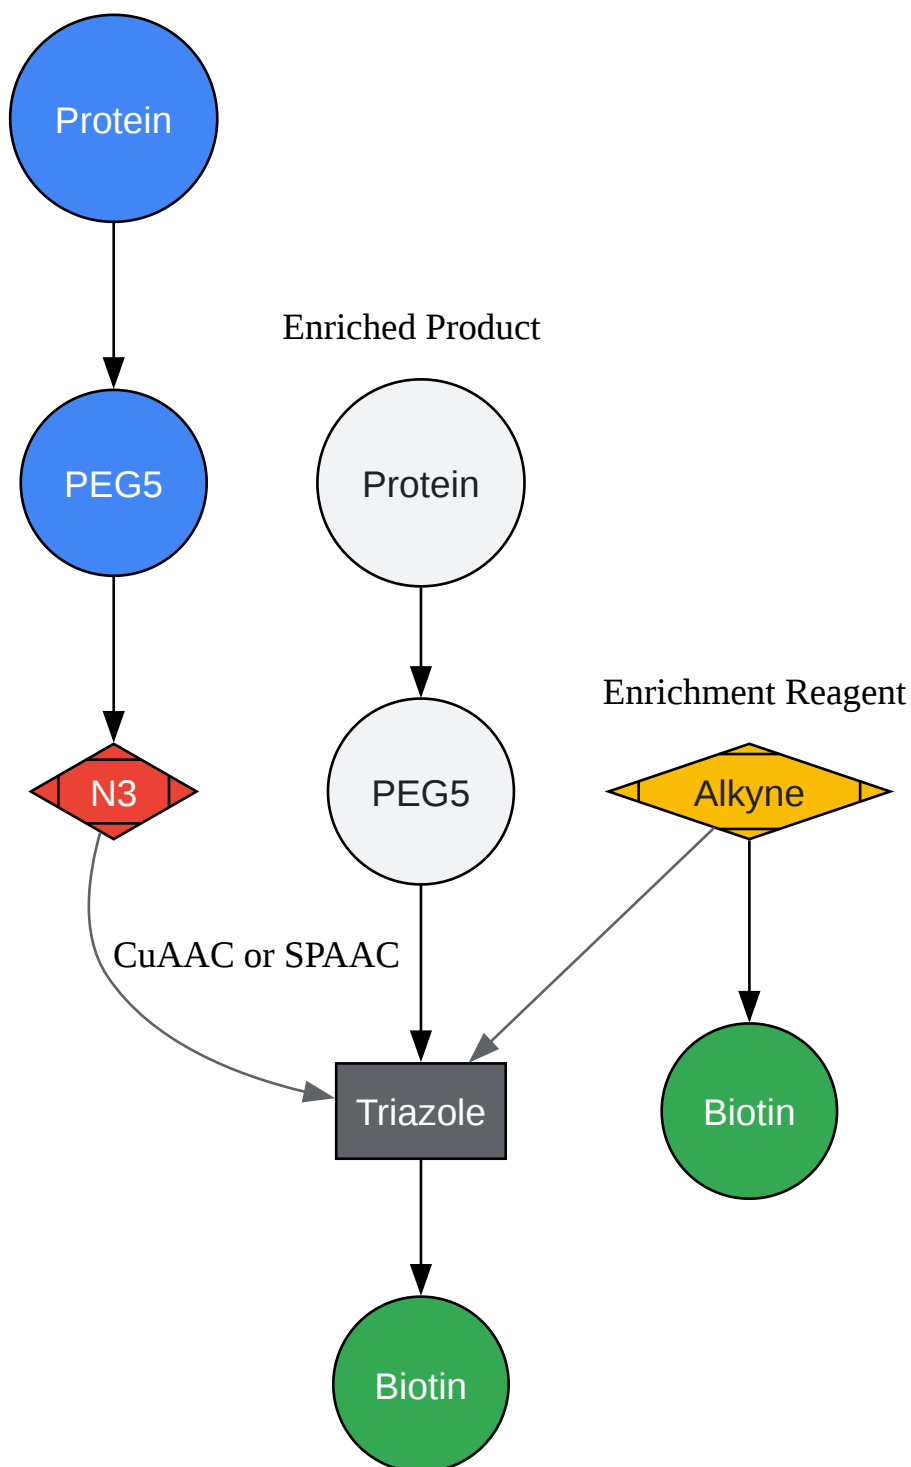 Protein
Enriched Product
PEG5
Protein
Enrichment Reagent
N3
PEG5
Alkyne
CuAAC or SPAAC
Triazole
Biotin
Biotin